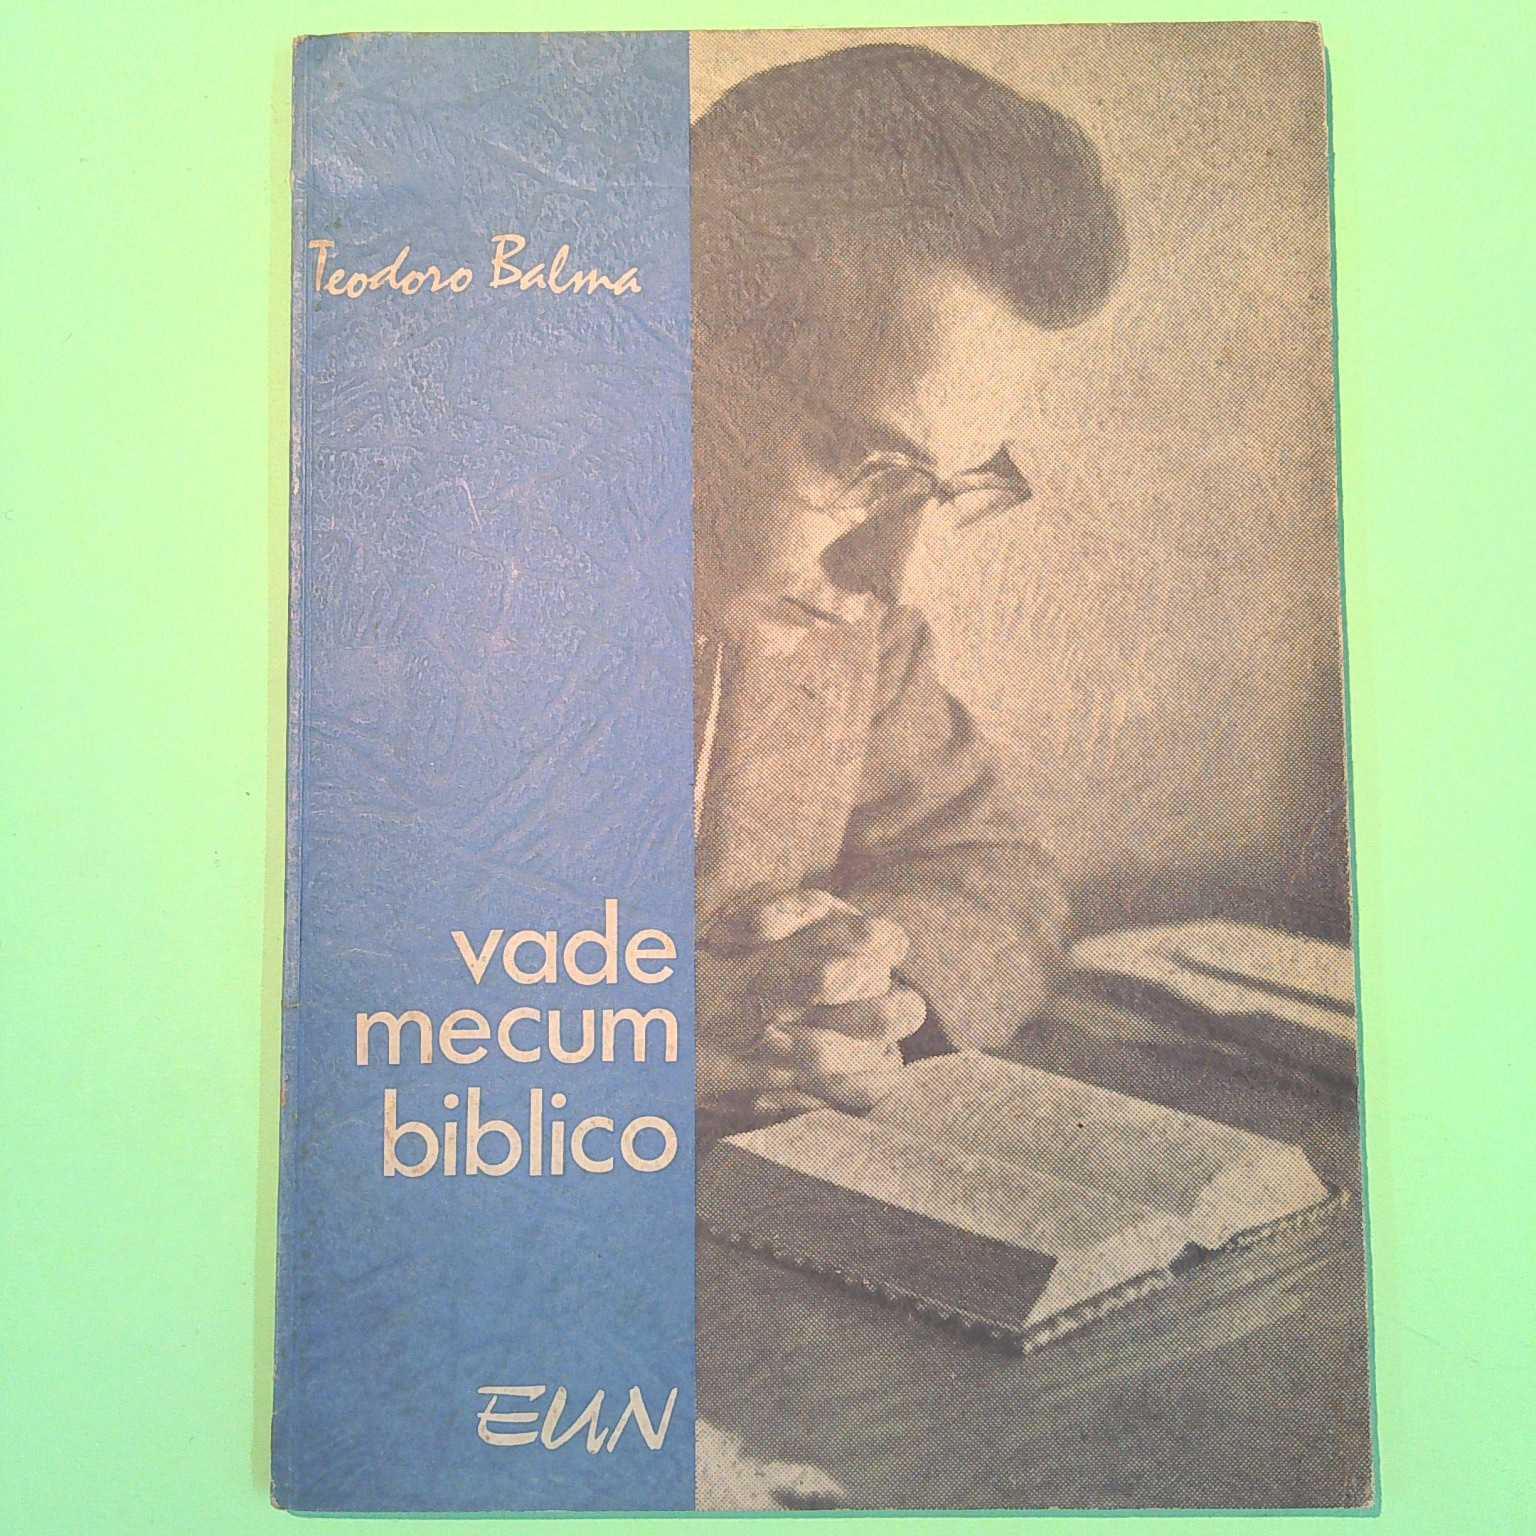 Teodoro Balma
vade
mecum
biblico
EUN